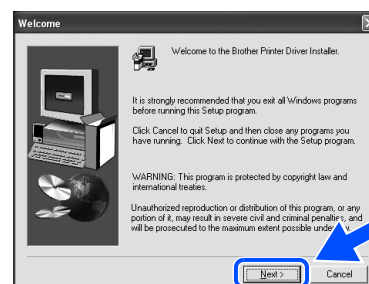 Welcome
Welcome to the Brother Printer Driver Installer.
It is strongly recommended that you exit all Windows programs
before running this Setup program.
Click Cancel to quit Setup and then close any programs you
have running. Click Next to continue with the Setup program.
WARNING: This program is protected by copyright law and
international treaties.
Unauthorized reproduction or distribution of this program, or any
portion of it, may result in severe civil and criminal penalties, and
will be prosecuted to the maximum extent possible under
Next >
Cancel